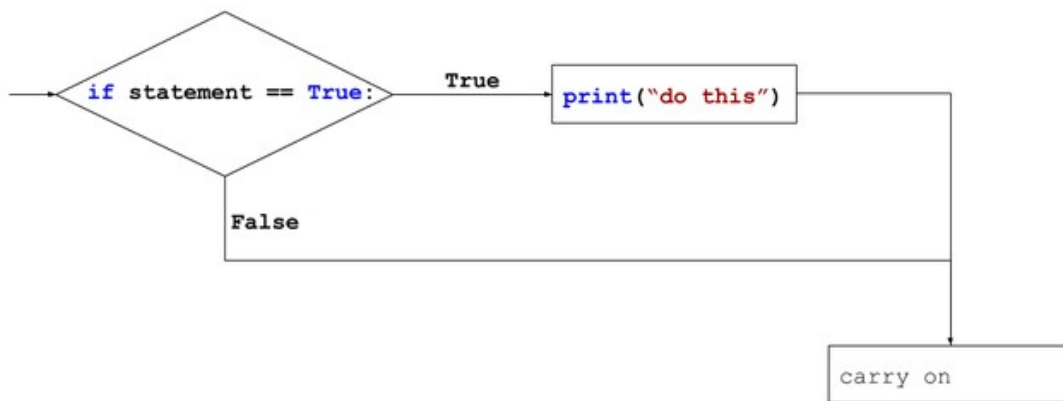 if statement == True:
True
print(“do this”)
False
carry on